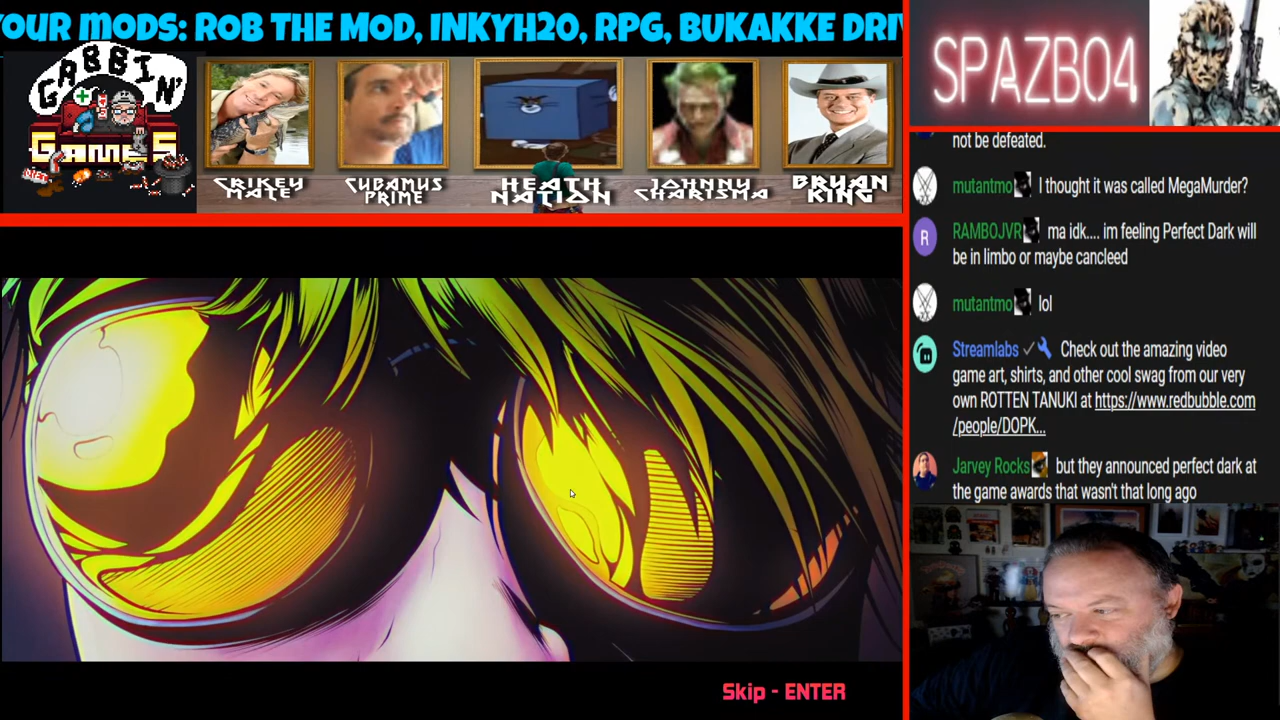 YOUR MODS: ROB THE MOD, INKYH20, RPG, BUKAKKE DRIV
GABBIN'
GAMES
CRIKEY
MATE
CUBAMUS
PRIME
HEATH
NATION
JOHNNY
CHARISMA
BRYAN
KING
SPAZB04
not be defeated.
mutantmo I thought it was called MegaMurder?
R
RAMBOJVR ma idk.... im feeling Perfect Dark will
be in limbo or maybe cancleed
mutantmo lol
Streamlabs Check out the amazing video
game art, shirts, and other cool swag from our very
own ROTTEN TANUKI at https://www.redbubble.com
/people/DOPK...
Jarvey Rocks but they announced perfect dark at
the game awards that wasn't that long ago
Skip - ENTER